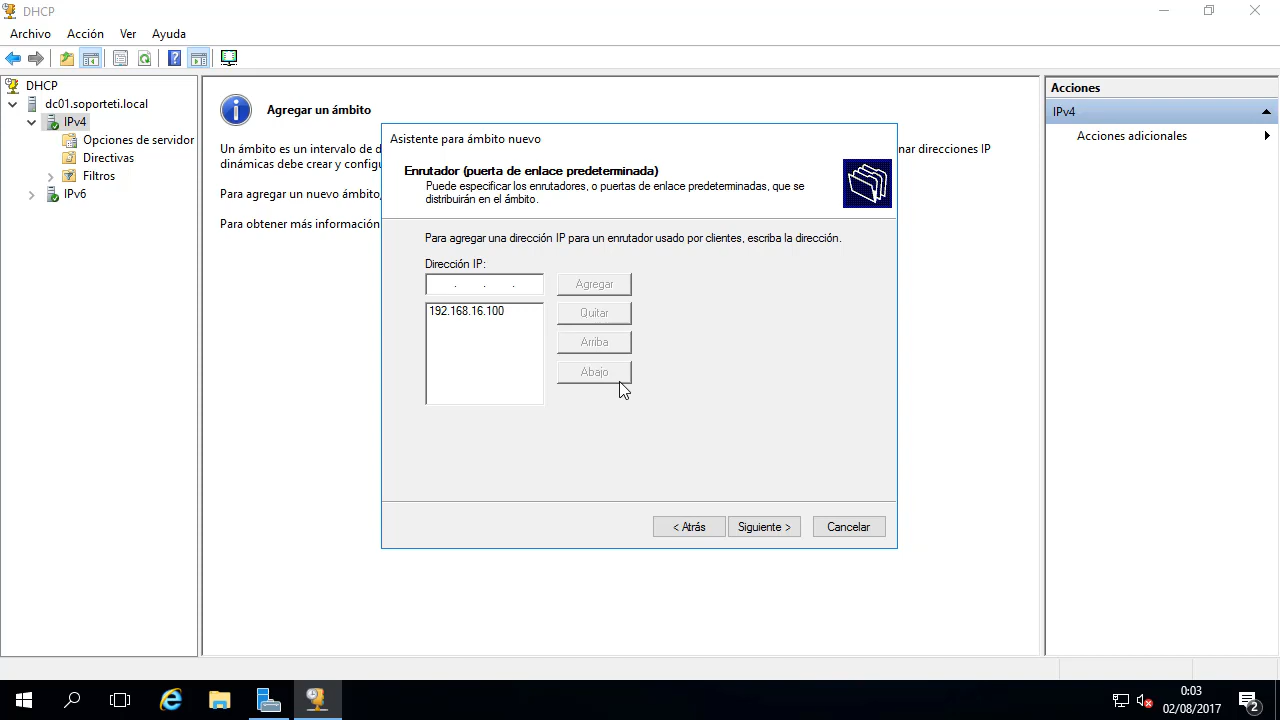 DHCP
Archivo Acción Ver Ayuda
DHCP
dc01.soporteti.local
IPv4
Opciones de servidor
Directivas
Filtros
IPv6
Agregar un ámbito
Un ámbito es un intervalo de d
nar direcciones IP
dinámicas debe crear y configu
Para agregar un nuevo ámbito,
Para obtener más información
Asistente para ámbito nuevo
Enrutador (puerta de enlace predeterminada)
Puede especificar los enrutadores, o puertas de enlace predeterminadas, que se
distribuirán en el ámbito.
Para agregar una dirección IP para un enrutador usado por clientes, escriba la dirección.
Dirección IP:
. . . Agregar
192.168.16.100 Quitar
Arriba
Abajo
< Atrás Siguiente > Cancelar
Acciones
IPv4
Acciones adicionales
0:03
02/08/2017
2